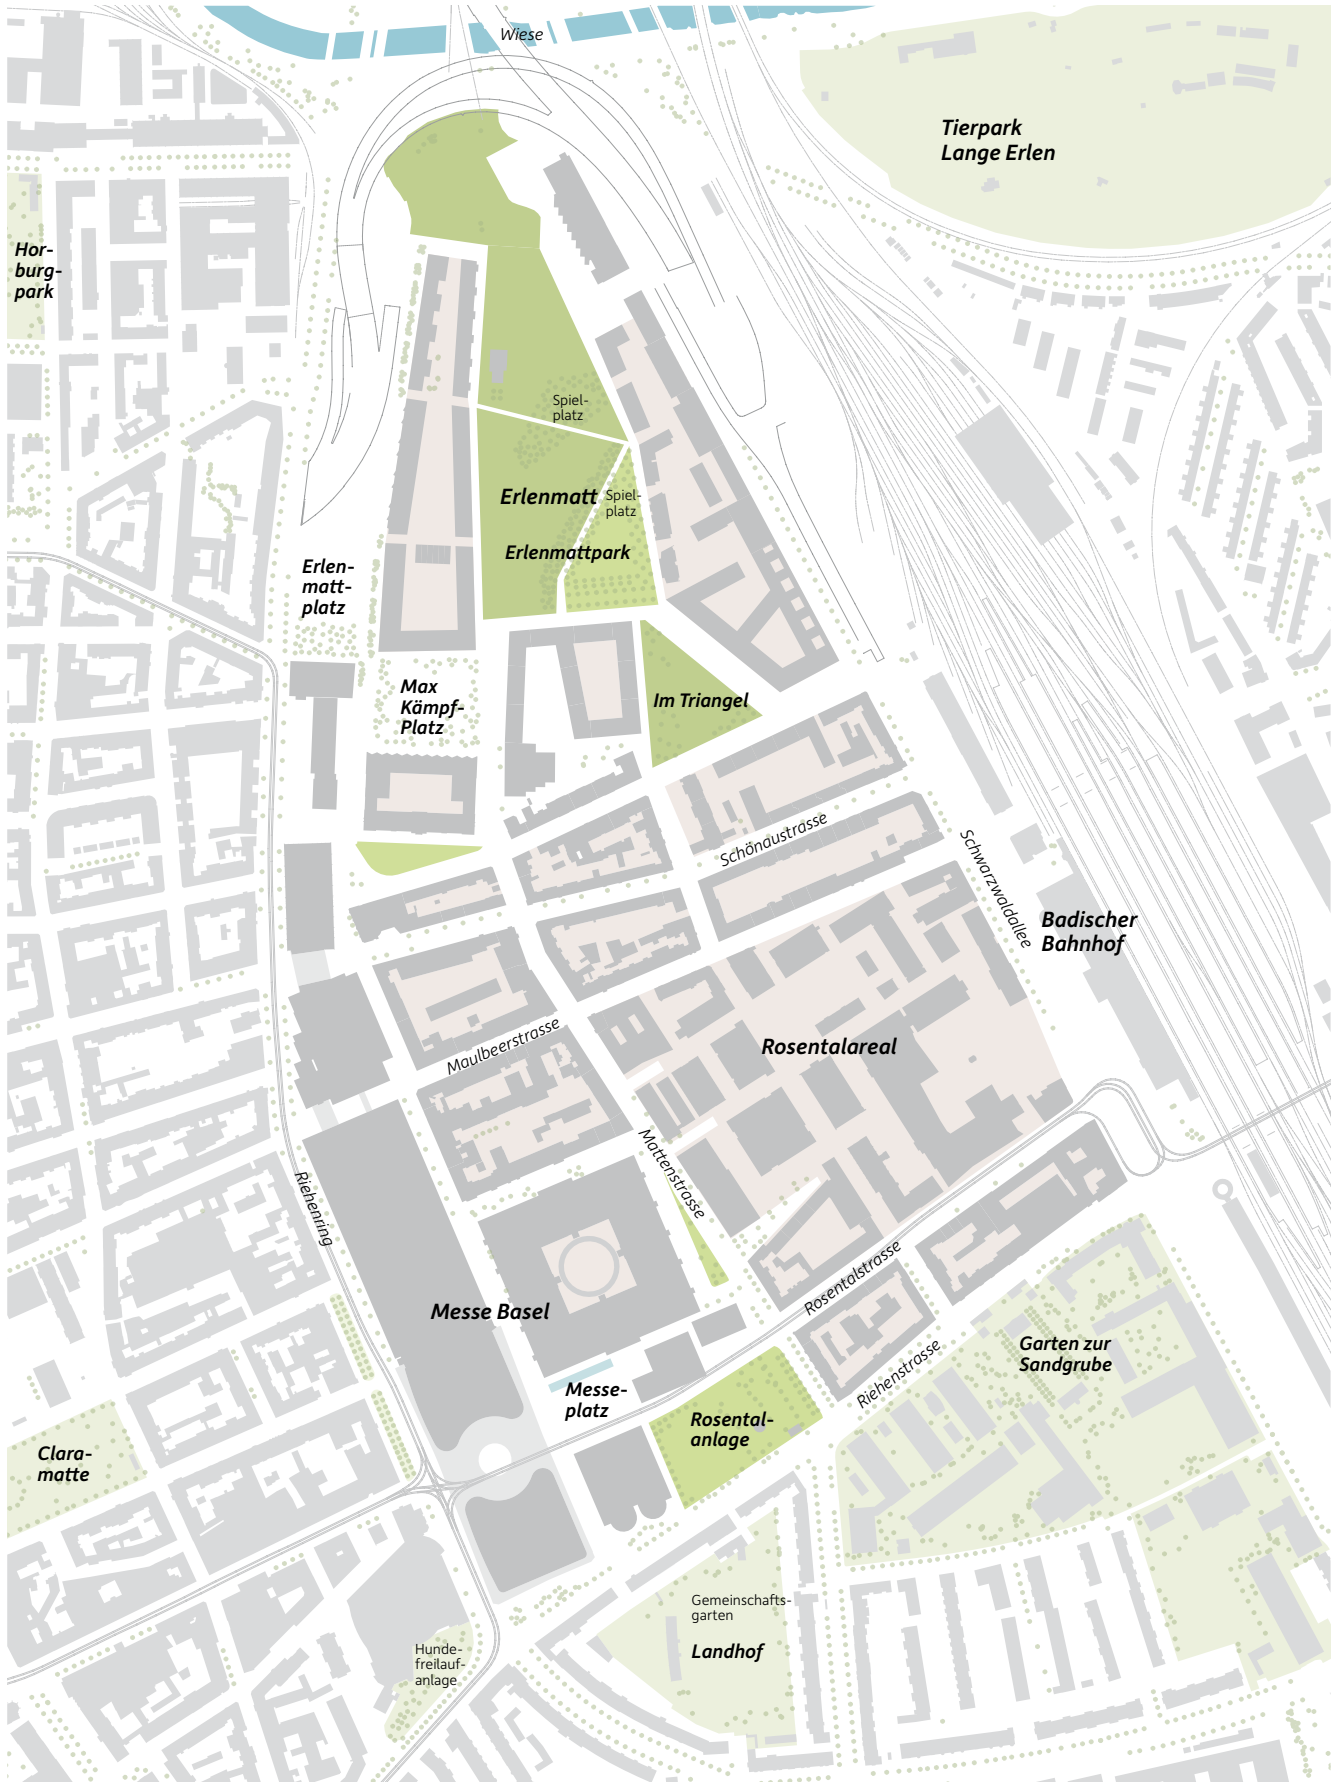 Wiese
Tierpark
Lange Erlen
Hor-
burg-
park
Spiel-
platz
Erlenmatt
Spiel-
platz
Erlenmattpark
Erlen-
matt-
platz
Max
Kämpf-
Platz
Im Triangel
Schönaustrasse
Schwarzwaldallee
Badischer
Bahnhof
Maulbeerstrasse
Rosentalareal
Mattenstrasse
Riehenring
Rosentalstrasse
Messe Basel
Riehenstrasse
Garten zur
Sandgrube
Messe-
platz
Rosental-
anlage
Clara-
matte
Gemeinschafts-
garten
Landhof
Hunde-
freilauf-
anlage